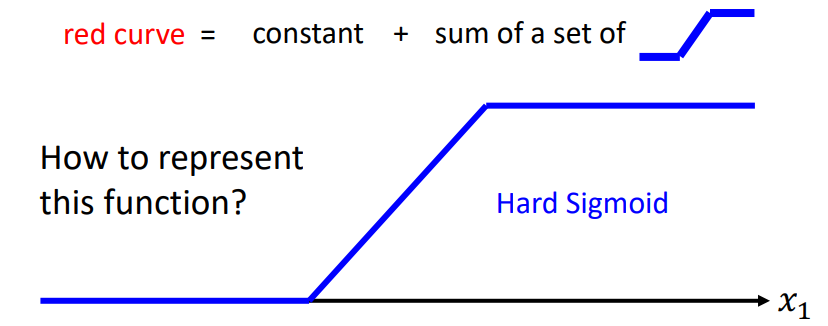 red curve = constant + sum of a set of
How to represent
this function?
Hard Sigmoid
x₁